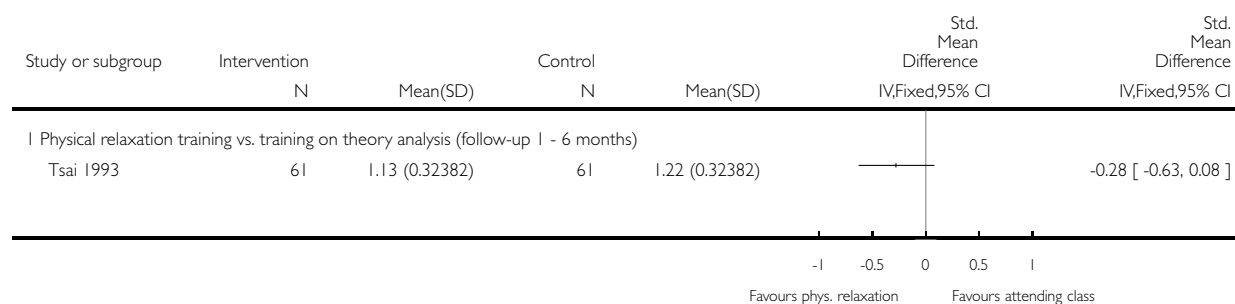 Study or subgroup Intervention Control Std. Mean Difference Std. Mean Difference
N Mean(SD) N Mean(SD) IV,Fixed,95% CI IV,Fixed,95% CI
1 Physical relaxation training vs. training on theory analysis (follow-up 1 - 6 months)
Tsai 1993 61 1.13 (0.32382) 61 1.22 (0.32382) -0.28 [ -0.63, 0.08 ]
-1 -0.5 0 0.5 1
Favours phys. relaxation Favours attending class